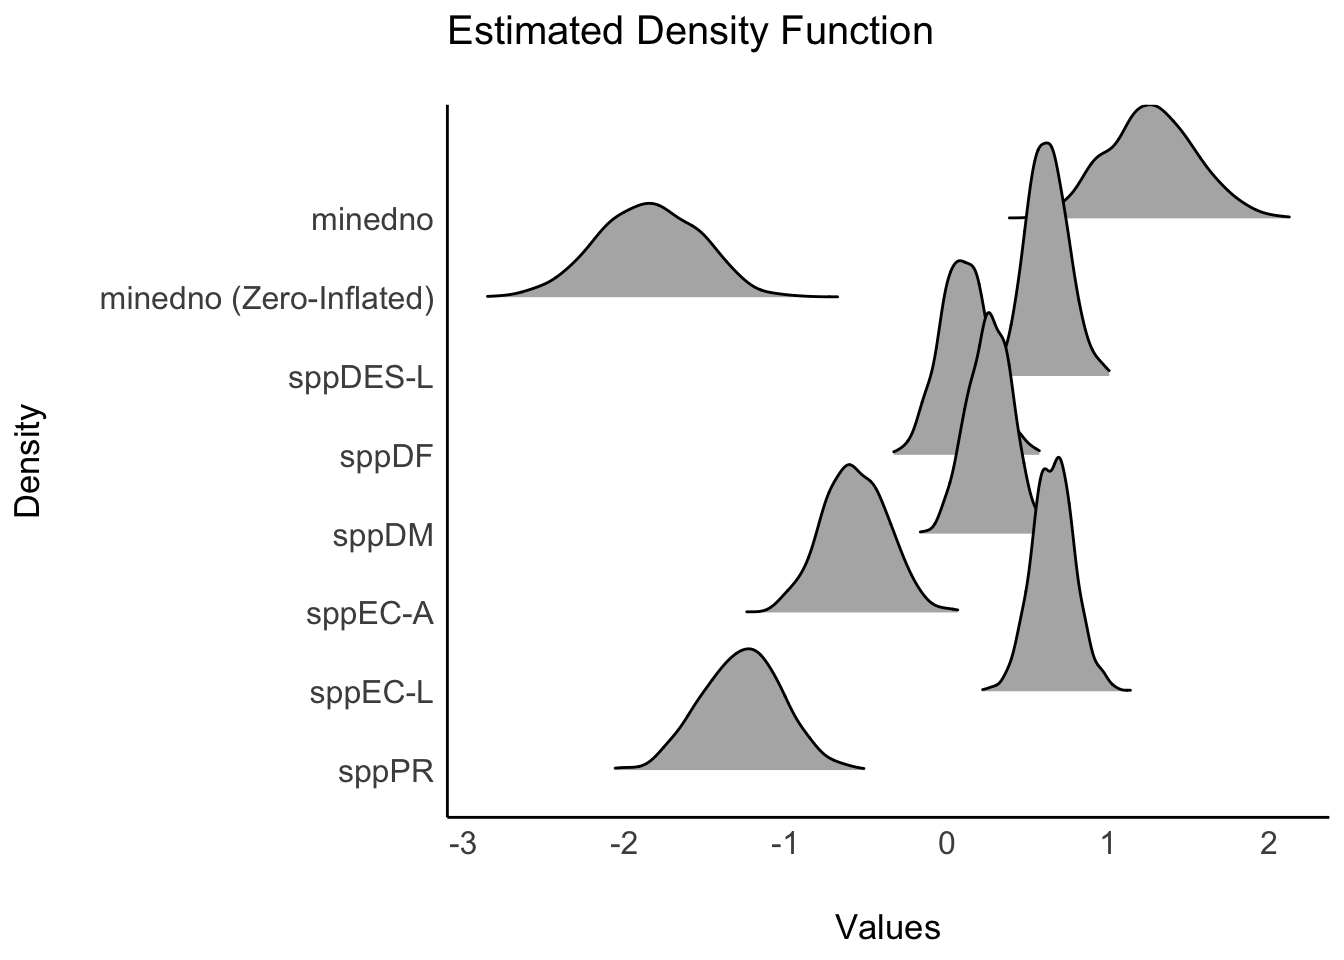 Estimated Density Function
minedno
minedno (Zero-Inflated)
sppDES-L
sppDF
sppDM
sppEC-A
sppEC-L
sppPR
Density
-3 -2 -1 0 1 2
Values